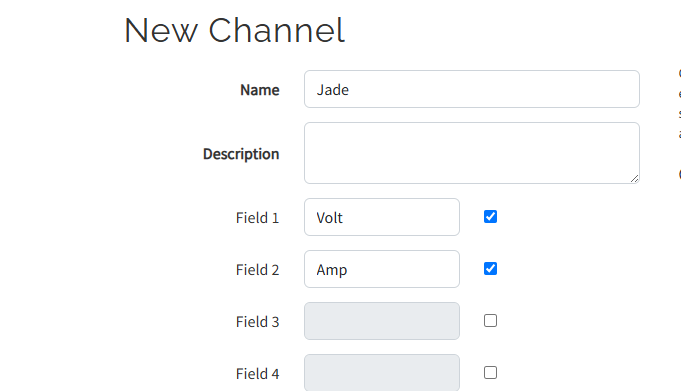 New Channel
Name
Jade
Description
Field 1
Volt
Field 2
Amp
Field 3
Field 4